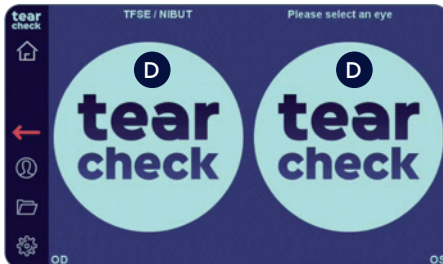 tear
check
TFSE / NIBUT
Please select an eye
D
tear
check
D
tear
check
OD
OS